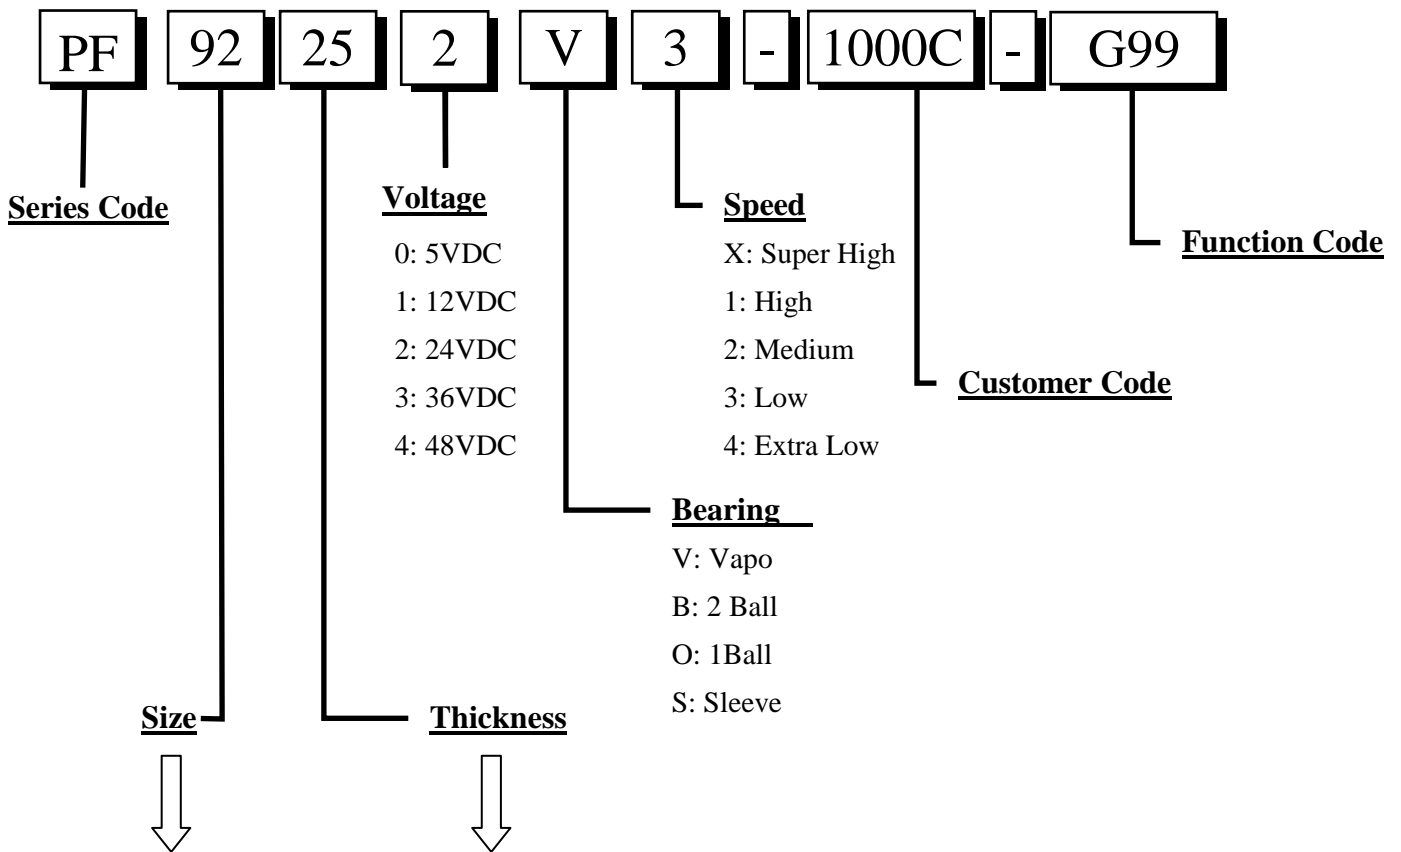 PF 92 25 2 V 3 - 1000C - G99
Series Code
Voltage
0: 5VDC
1: 12VDC
2: 24VDC
3: 36VDC
4: 48VDC
Speed
X: Super High
1: High
2: Medium
3: Low
4: Extra Low
Function Code
Customer Code
Bearing
V: Vapo
B: 2 Ball
O: 1Ball
S: Sleeve
Size
Thickness